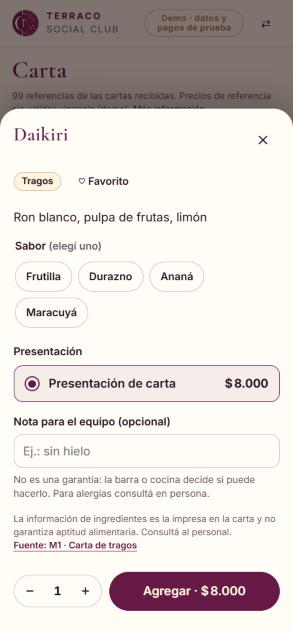 TERRACO
SOCIAL CLUB
Demo · datos y
pagos de prueba
Carta
99 referencias de las cartas recibidas. Precios de referencia
Daikiri
Tragos
Favorito
Ron blanco, pulpa de frutas, limón
Sabor (elegí uno)
Frutilla
Durazno
Ananá
Maracuyá
Presentación
Presentación de carta
$ 8.000
Nota para el equipo (opcional)
Ej.: sin hielo
No es una garantía: la barra o cocina decide si puede
hacerlo. Para alergias consultá en persona.
La información de ingredientes es la impresa en la carta y no
garantiza aptitud alimentaria. Consultá al personal.
Fuente: M1 · Carta de tragos
− 1 +
Agregar · $ 8.000